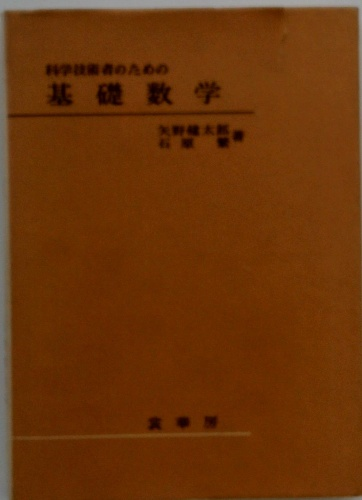 科学技術者のための
基礎数学
矢野健太郎
石原繁 著
裳華房